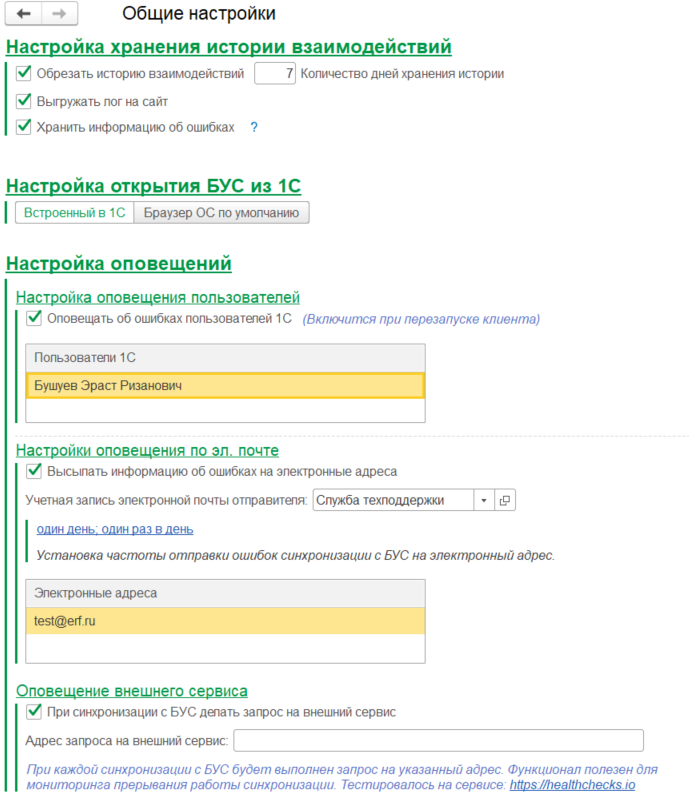 Общие настройки
Настройка хранения истории взаимодействий
Обрезать историю взаимодействий 7 Количество дней хранения истории
Выгружать лог на сайт
Хранить информацию об ошибках ?
Настройка открытия БУС из 1С
Встроенный в 1С Браузер ОС по умолчанию
Настройка оповещений
Настройка оповещения пользователей
Оповещать об ошибках пользователей 1С (Включится при перезапуске клиента)
Пользователи 1С
Бушуев Эраст Ризанович
Настройки оповещения по эл. почте
Высылать информацию об ошибках на электронные адреса
Учетная запись электронной почты отправителя: Служба техподдержки
один день; один раз в день
Установка частоты отправки ошибок синхронизации с БУС на электронный адрес.
Электронные адреса
test@erf.ru
Оповещение внешнего сервиса
При синхронизации с БУС делать запрос на внешний сервис
Адрес запроса на внешний сервис:
При каждой синхронизации с БУС будет выполнен запрос на указанный адрес. Функционал полезен для
мониторинга прерывания работы синхронизации. Тестировалось на сервисе: https://healthchecks.io